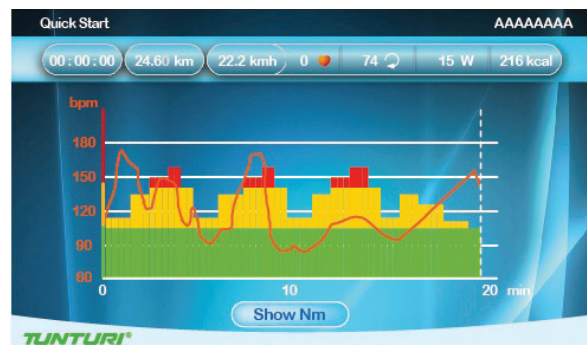 Quick Start AAAAAAAA
00:00:00 24.60 km 22.2 kmh 0 74 15 W 216 kcal
bpm
180
150
120
90
60
0 10 20 min
Show Nm
TUNTURI®